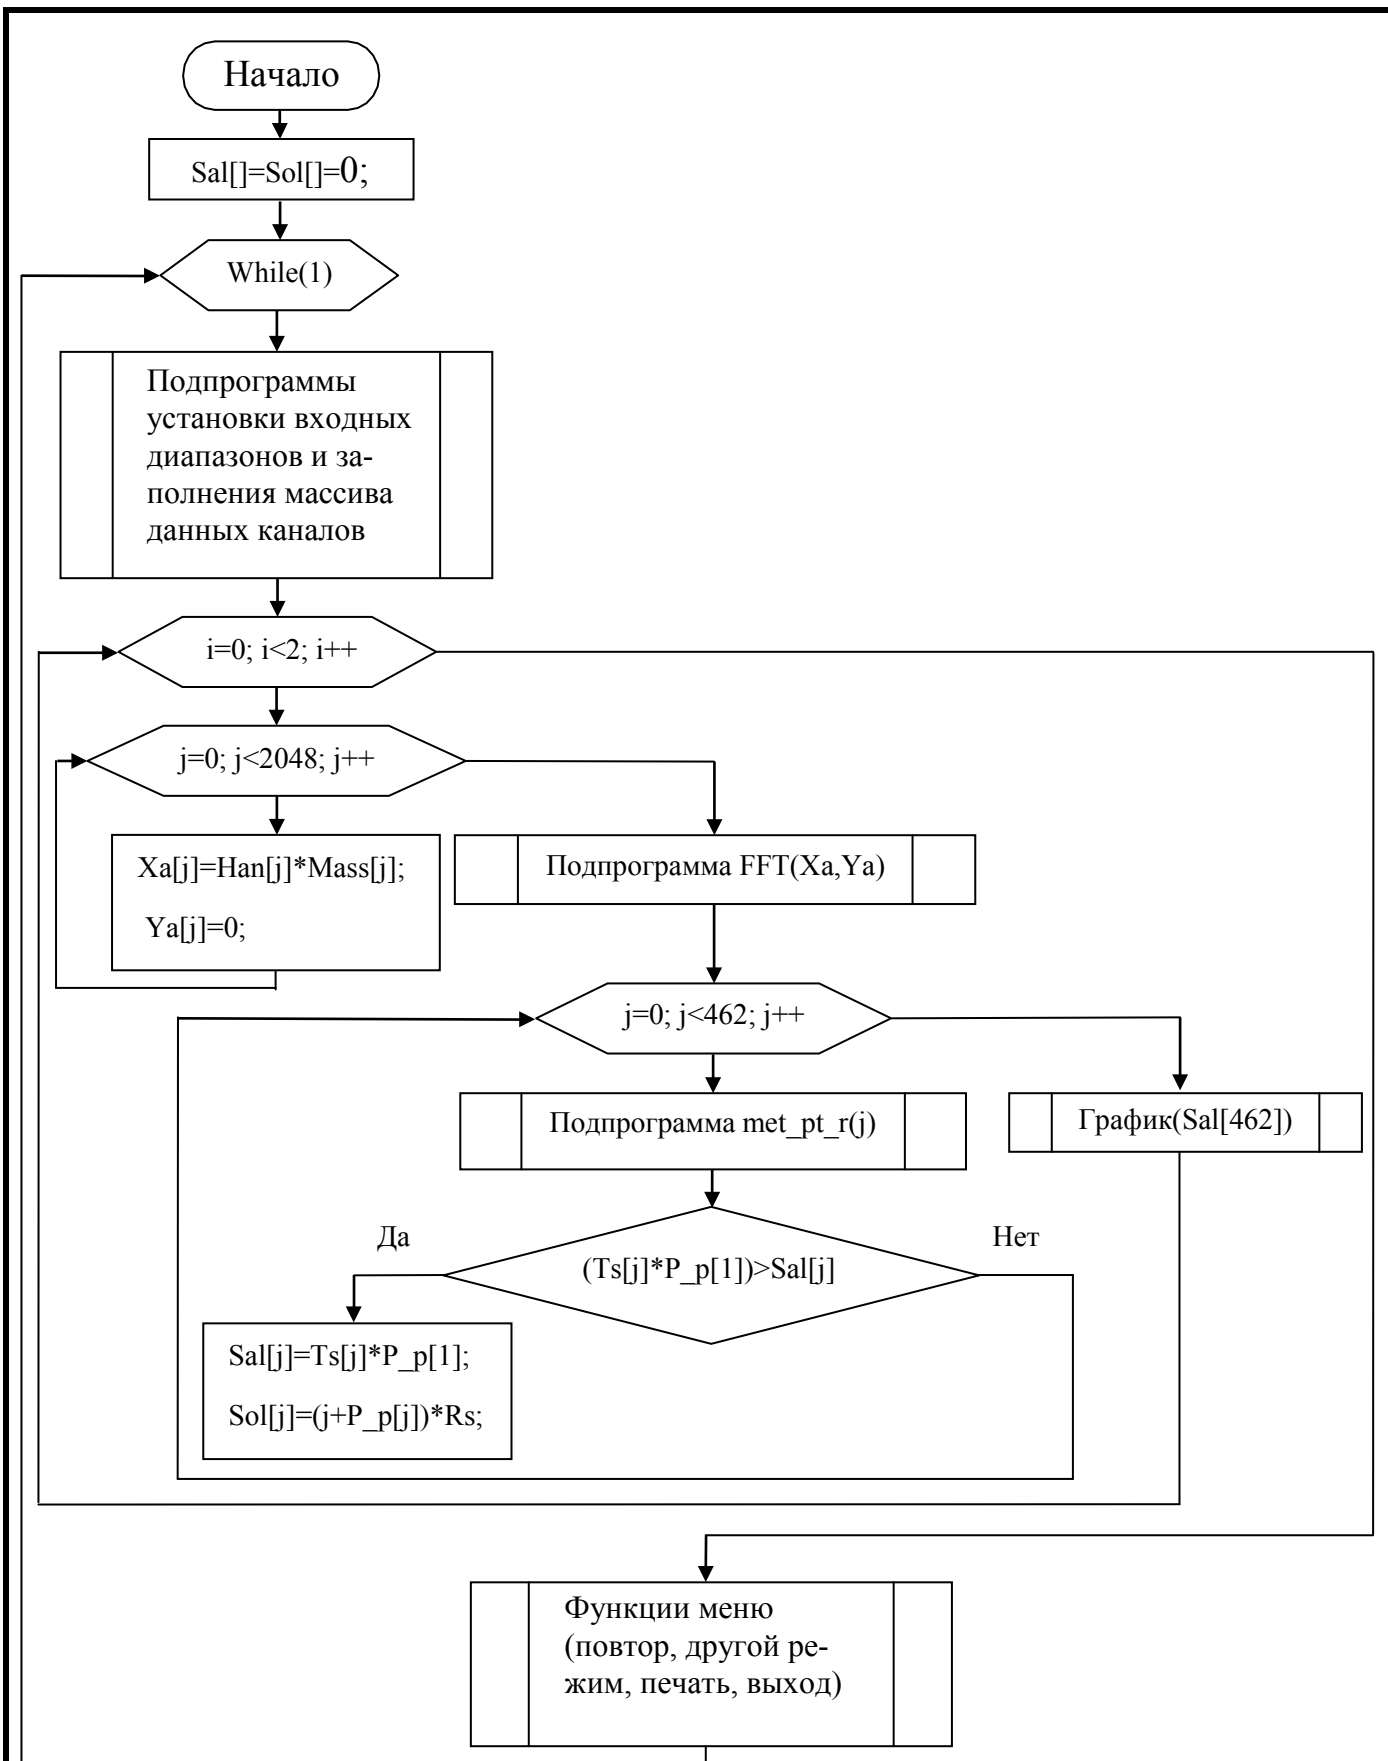 Начало
Sal[]=Sol[]=0;
While(1)
Подпрограммы
установки входных
диапазонов и за-
полнения массива
данных каналов
i=0; i<2; i++
j=0; j<2048; j++
Xa[j]=Han[j]*Mass[j];
Ya[j]=0;
Подпрограмма FFT(Xa,Ya)
j=0; j<462; j++
Подпрограмма met_pt_r(j)
График(Sal[462])
Да
Нет
(Ts[j]*P_p[1])>Sal[j]
Sal[j]=Ts[j]*P_p[1];
Sol[j]=(j+P_p[j])*Rs;
Функции меню
(повтор, другой ре-
жим, печать, выход)